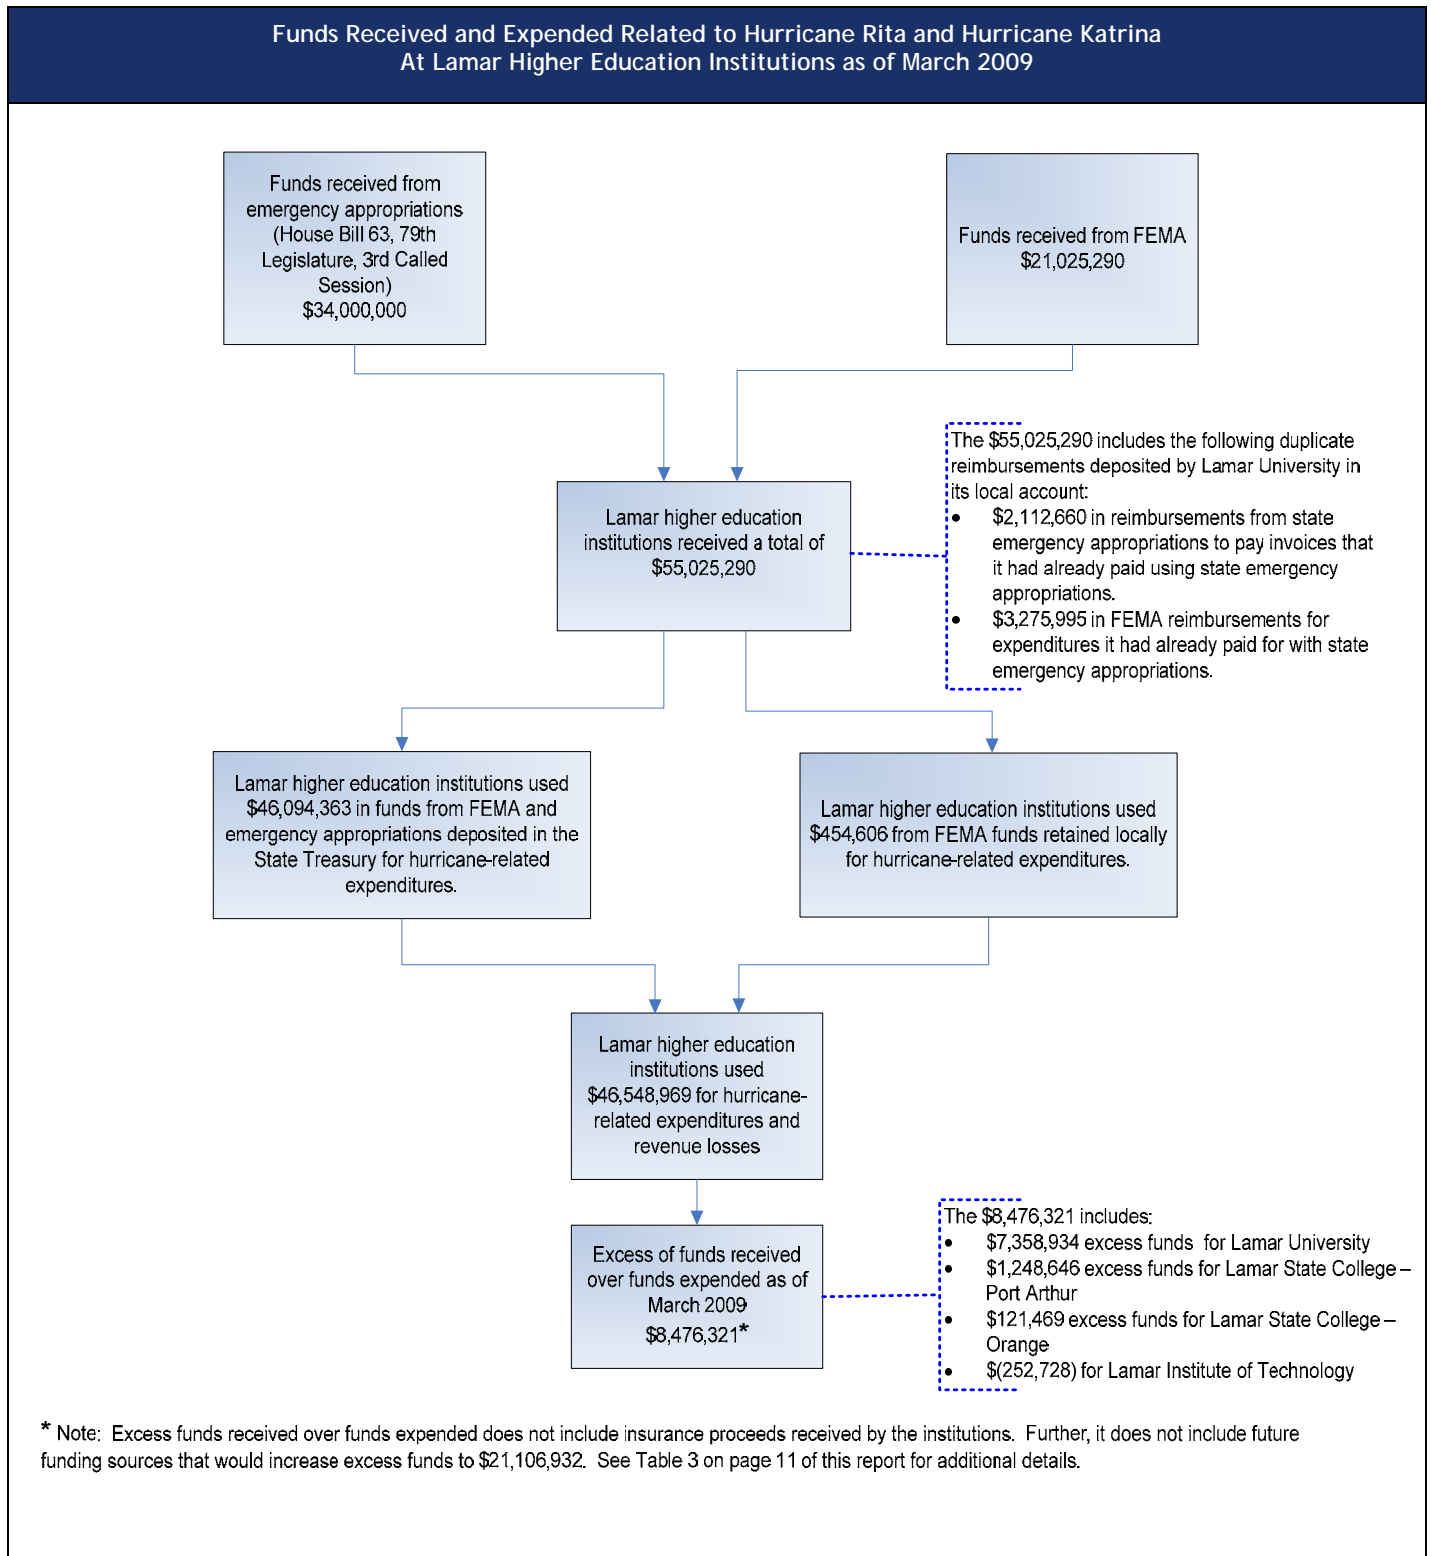 Funds Received and Expended Related to Hurricane Rita and Hurricane Katrina
At Lamar Higher Education Institutions as of March 2009
Funds received from
emergency appropriations
(House Bill 63, 79th
Legislature, 3rd Called
Session)
$34,000,000
Funds received from FEMA
$21,025,290
Lamar higher education
institutions received a total of
$55,025,290
The $55,025,290 includes the following duplicate
reimbursements deposited by Lamar University in
its local account:
• $2,112,660 in reimbursements from state
emergency appropriations to pay invoices that
it had already paid using state emergency
appropriations.
• $3,275,995 in FEMA reimbursements for
expenditures it had already paid for with state
emergency appropriations.
Lamar higher education institutions used
$46,094,363 in funds from FEMA and
emergency appropriations deposited in the
State Treasury for hurricane-related
expenditures.
Lamar higher education institutions used
$454,606 from FEMA funds retained locally
for hurricane-related expenditures.
Lamar higher education
institutions used
$46,548,969 for hurricane-
related expenditures and
revenue losses
Excess of funds received
over funds expended as of
March 2009
$8,476,321*
The $8,476,321 includes:
• $7,358,934 excess funds for Lamar University
• $1,248,646 excess funds for Lamar State College –
Port Arthur
• $121,469 excess funds for Lamar State College –
Orange
• $(252,728) for Lamar Institute of Technology
* Note: Excess funds received over funds expended does not include insurance proceeds received by the institutions. Further, it does not include future
funding sources that would increase excess funds to $21,106,932. See Table 3 on page 11 of this report for additional details.